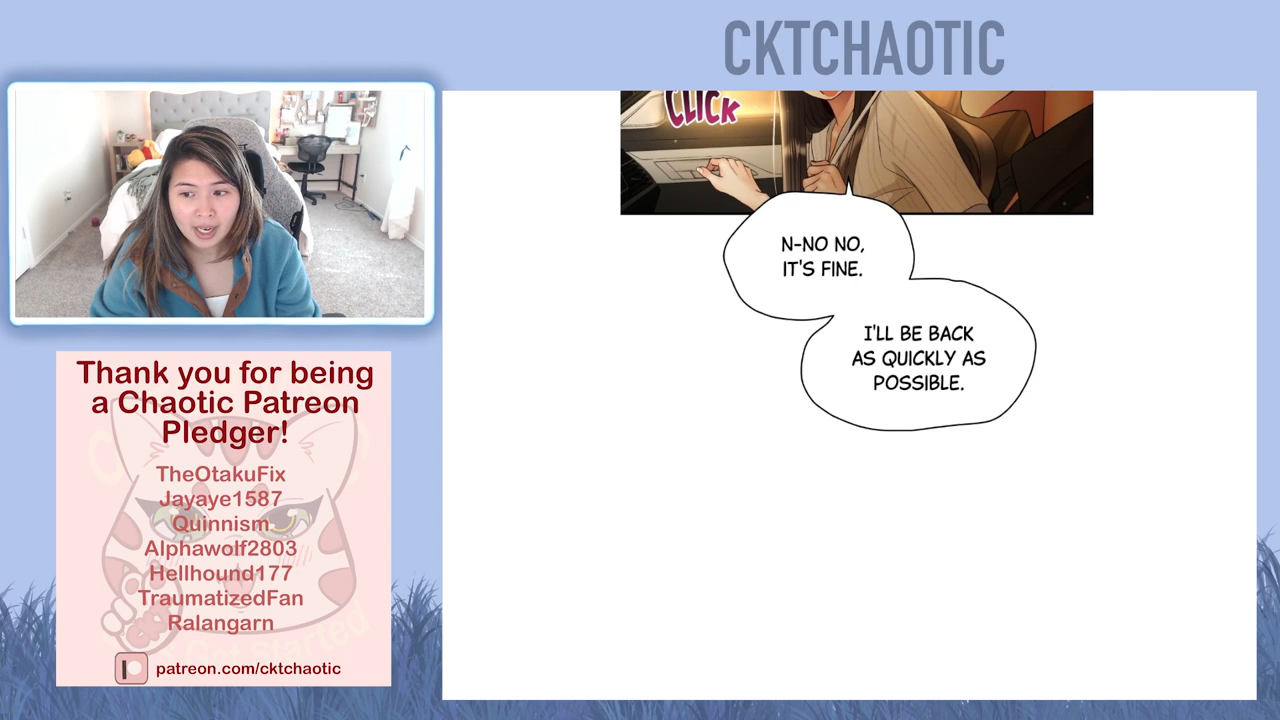 CKTCHAOTIC
CLICK
N-NO NO,
IT'S FINE.
I'LL BE BACK
AS QUICKLY AS
POSSIBLE.
Thank you for being
a Chaotic Patreon
Pledger!
TheOtakuFix
Jayaye1587
Quinnism
Alphawolf2803
Hellhound177
TraumatizedFan
Ralangarn
patreon.com/cktchaotic